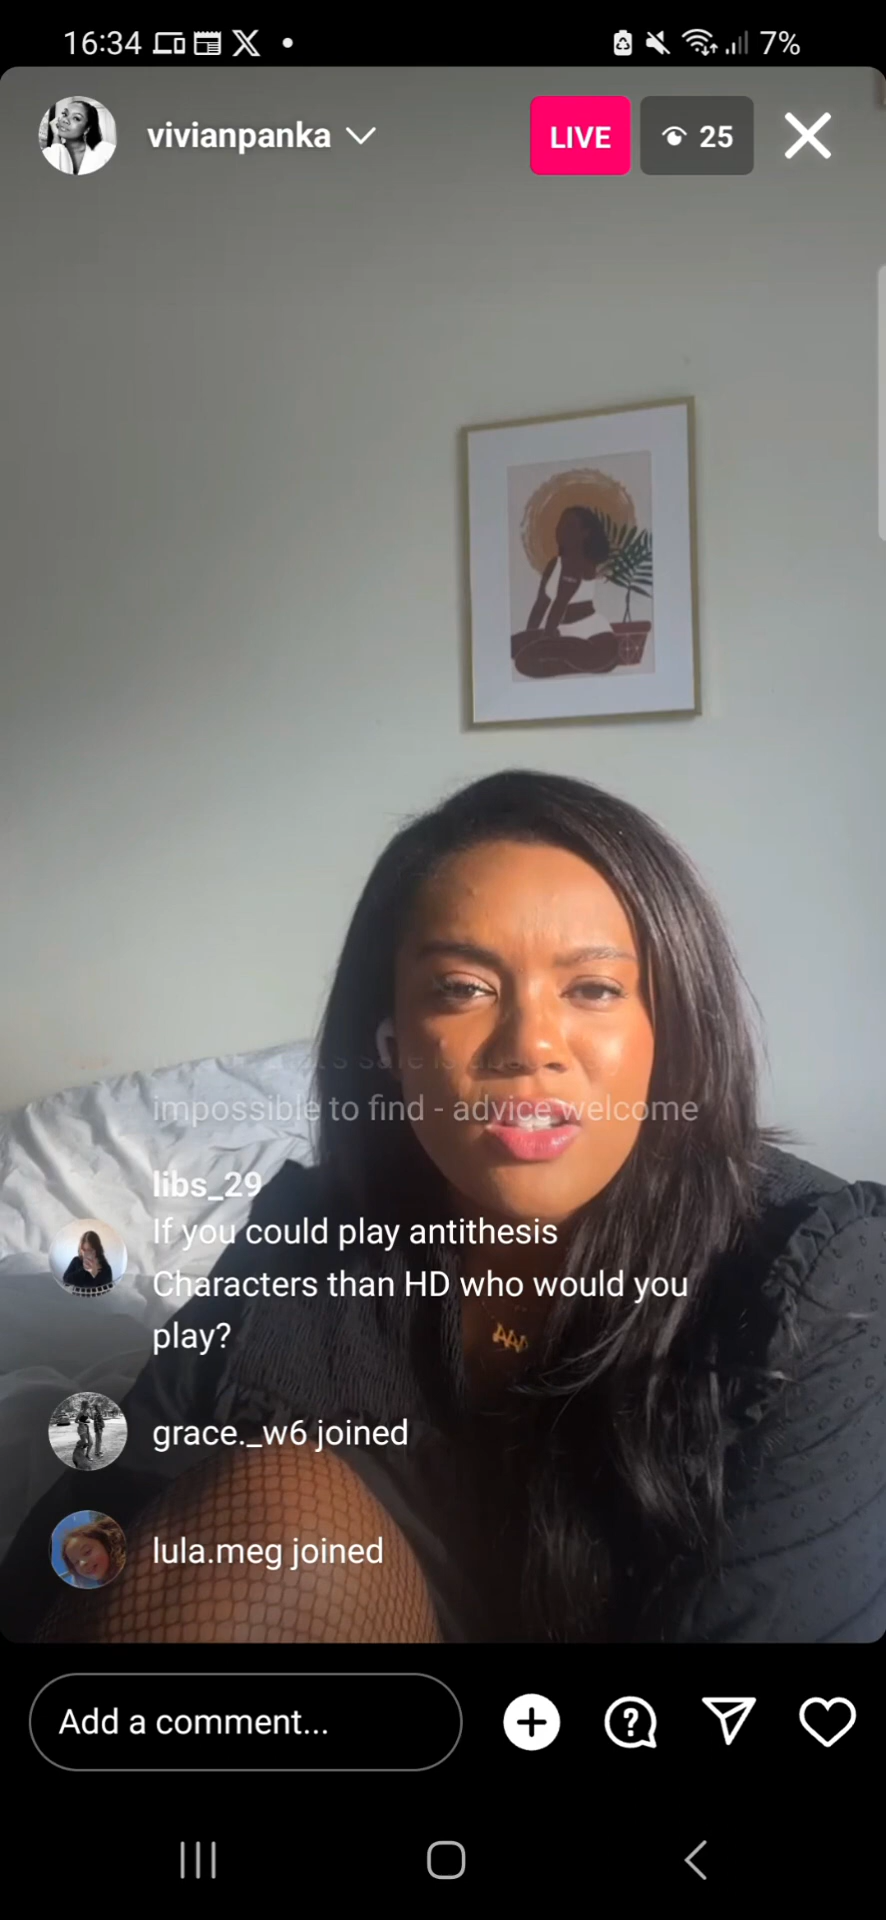 16:34
7%
vivianpanka
LIVE
25
impossible to find - advice welcome
libs_29
If you could play antithesis
Characters than HD who would you
play?
grace._w6 joined
lula.meg joined
Add a comment...